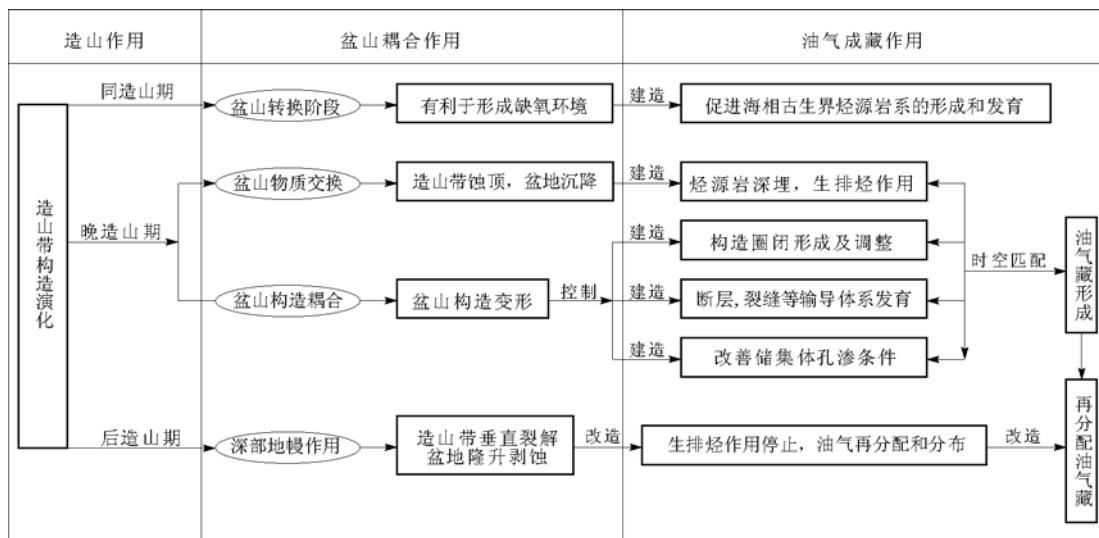 造山作用
盆山耦合作用
油气成藏作用
同造山期
盆山转换阶段
有利于形成缺氧环境
建造
促进海相古生界烃源岩系的形成和发育
造山带构造演化
晚造山期
盆山物质交换
造山带蚀顶，盆地沉降
建造
烃源岩深埋，生排烃作用
盆山构造耦合
盆山构造变形
控制
建造
构造圈闭形成及调整
建造
断层,裂缝等输导体系发育
建造
改善储集体孔渗条件
时空匹配
油气藏形成
后造山期
深部地幔作用
造山带垂直裂解
盆地隆升剥蚀
改造
生排烃作用停止，油气再分配和分布
改造
再分配油气藏